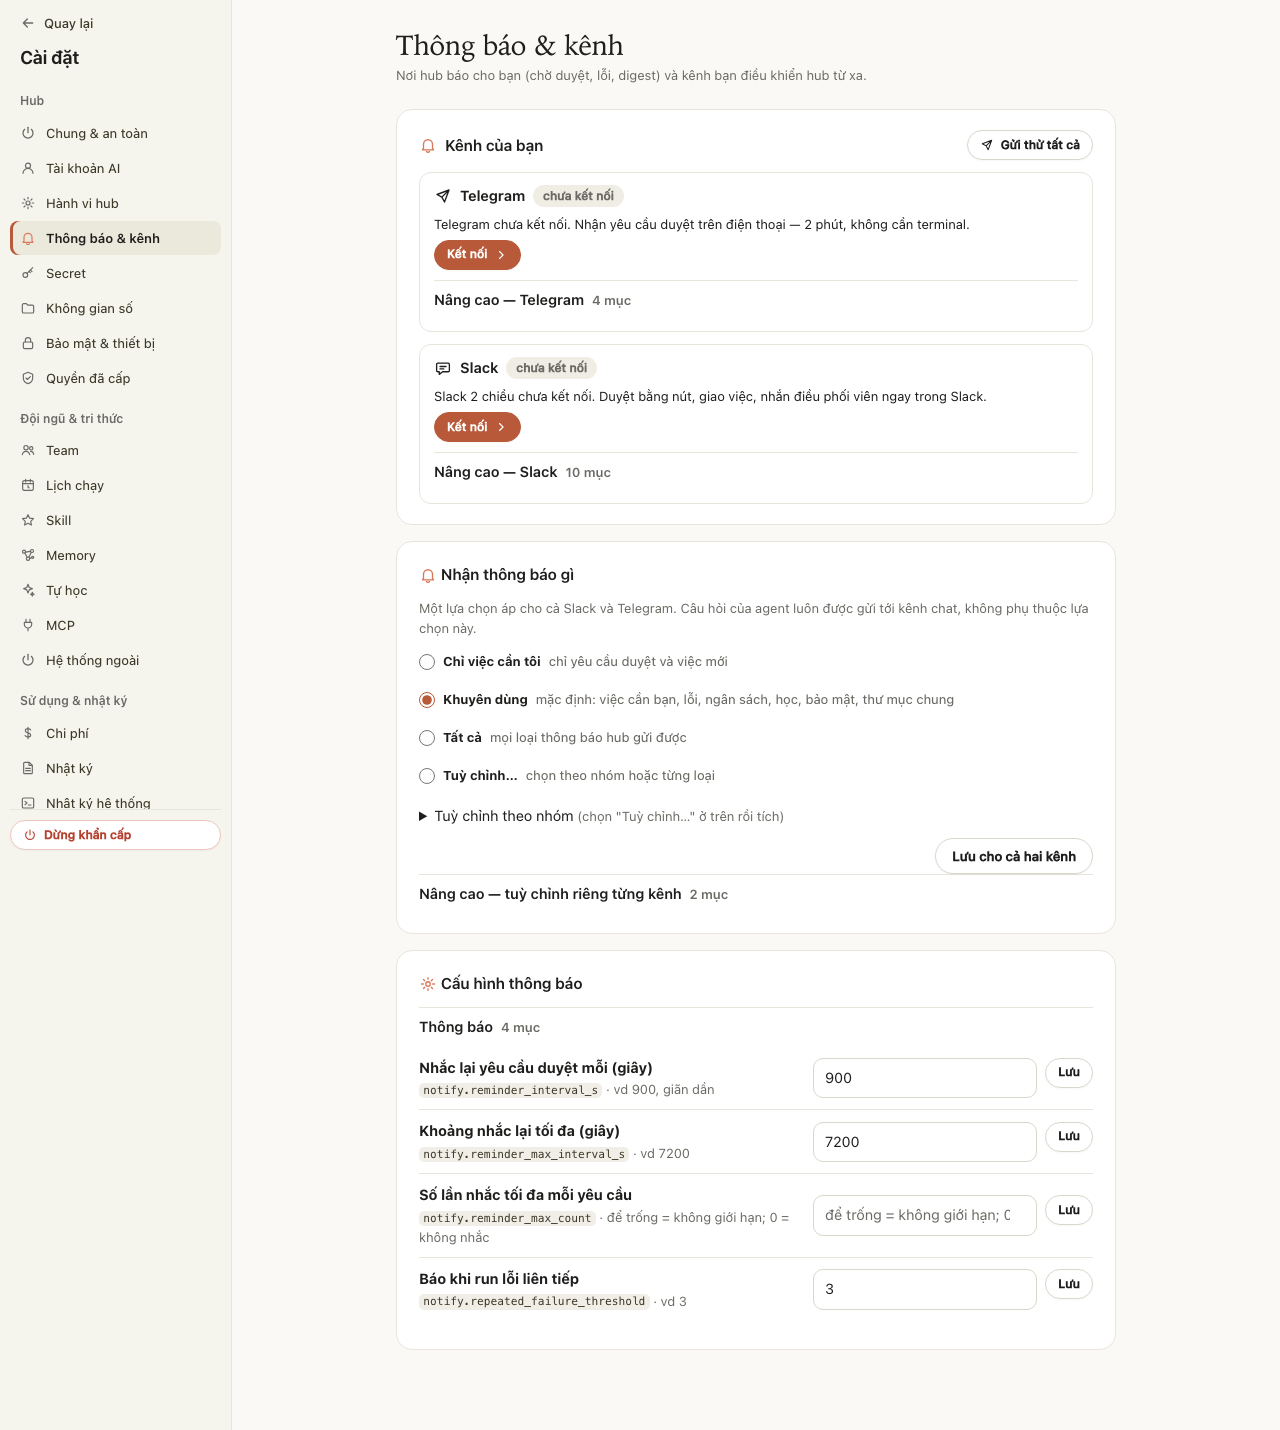 Quay lại
Cài đặt
Hub
Chung & an toàn
Tài khoản AI
Hành vi hub
Thông báo & kênh
Secret
Không gian số
Bảo mật & thiết bị
Quyền đã cấp
Đội ngũ & tri thức
Team
Lịch chạy
Skill
Memory
Tự học
MCP
Hệ thống ngoài
Sử dụng & nhật ký
Chi phí
Nhật ký
Nhật ký hệ thống
Dừng khẩn cấp
Thông báo & kênh
Nơi hub báo cho bạn (chờ duyệt, lỗi, digest) và kênh bạn điều khiển hub từ xa.
Kênh của bạn
Gửi thử tất cả
Telegram chưa kết nối
Telegram chưa kết nối. Nhận yêu cầu duyệt trên điện thoại — 2 phút, không cần terminal.
Kết nối
Nâng cao — Telegram 4 mục
Slack chưa kết nối
Slack 2 chiều chưa kết nối. Duyệt bằng nút, giao việc, nhắn điều phối viên ngay trong Slack.
Kết nối
Nâng cao — Slack 10 mục
Nhận thông báo gì
Một lựa chọn áp cho cả Slack và Telegram. Câu hỏi của agent luôn được gửi tới kênh chat, không phụ thuộc lựa
chọn này.
Chỉ việc cần tôi chỉ yêu cầu duyệt và việc mới
Khuyên dùng mặc định: việc cần bạn, lỗi, ngân sách, học, bảo mật, thư mục chung
Tất cả mọi loại thông báo hub gửi được
Tuỳ chỉnh... chọn theo nhóm hoặc từng loại
Tuỳ chỉnh theo nhóm (chọn "Tuỳ chỉnh..." ở trên rồi tích)
Lưu cho cả hai kênh
Nâng cao — tuỳ chỉnh riêng từng kênh 2 mục
Cấu hình thông báo
Thông báo 4 mục
Nhắc lại yêu cầu duyệt mỗi (giây)
notify.reminder_interval_s · vd 900, giãn dần
900
Lưu
Khoảng nhắc lại tối đa (giây)
notify.reminder_max_interval_s · vd 7200
7200
Lưu
Số lần nhắc tối đa mỗi yêu cầu
notify.reminder_max_count · để trống = không giới hạn; 0 =
không nhắc
để trống = không giới hạn; 0
Lưu
Báo khi run lỗi liên tiếp
notify.repeated_failure_threshold · vd 3
3
Lưu